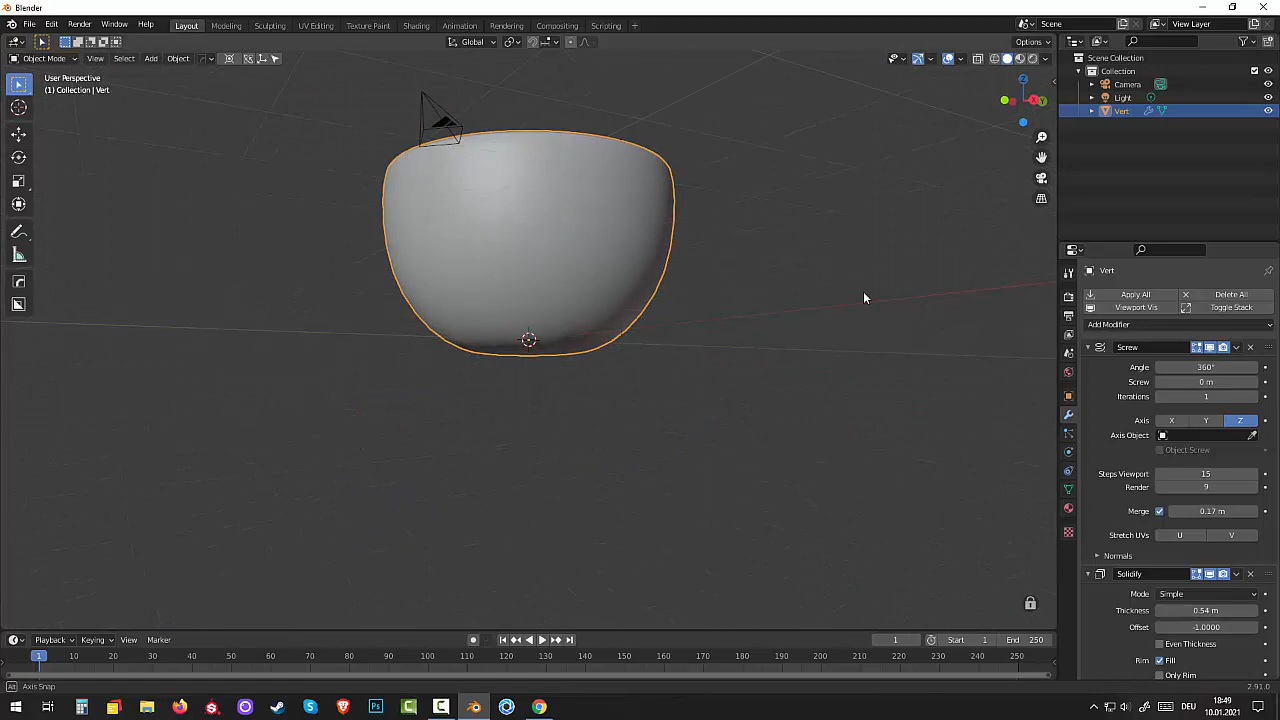 Blender
File Edit Render Window Help
Layout Modeling Sculpting UV Editing Texture Paint Shading Animation Rendering Compositing Scripting +
Scene
View Layer
Global
Options
Object Mode View Select Add Object
User Perspective
(1) Collection | Vert
Scene Collection
Collection
Camera
Light
Vert
Vert
Apply All
Delete All
Viewport Vis
Toggle Stack
Add Modifier
Screw
Angle 360°
Screw 0 m
Iterations 1
Axis X Y Z
Axis Object
Object Screw
Steps Viewport 15
Render 9
Merge 0.17 m
Stretch UVs U V
Normals
Solidify
Mode Simple
Thickness 0.54 m
Offset -1.0000
Even Thickness
Rim Fill
Only Rim
Playback Keying View Marker
1 Start 1 End 250
1 10 20 30 40 50 60 70 80 90 100 110 120 130 140 150 160 170 180 190 200 210 220 230 240 250
Axis Snap
2.91.0
DEU
18:49
10.01.2021